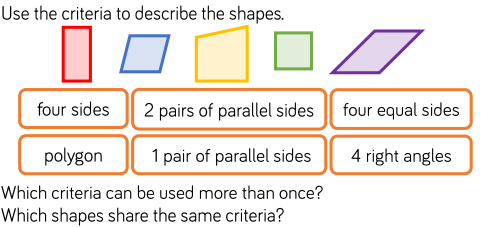 Use the criteria to describe the shapes.
four sides
2 pairs of parallel sides
four equal sides
polygon
1 pair of parallel sides
4 right angles
Which criteria can be used more than once?
Which shapes share the same criteria?